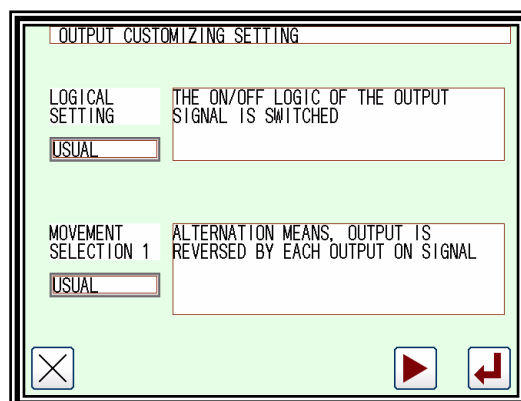 OUTPUT CUSTOMIZING SETTING
LOGICAL
SETTING
THE ON/OFF LOGIC OF THE OUTPUT
SIGNAL IS SWITCHED
USUAL
MOVEMENT
SELECTION 1
ALTERNATION MEANS, OUTPUT IS
REVERSED BY EACH OUTPUT ON SIGNAL
USUAL